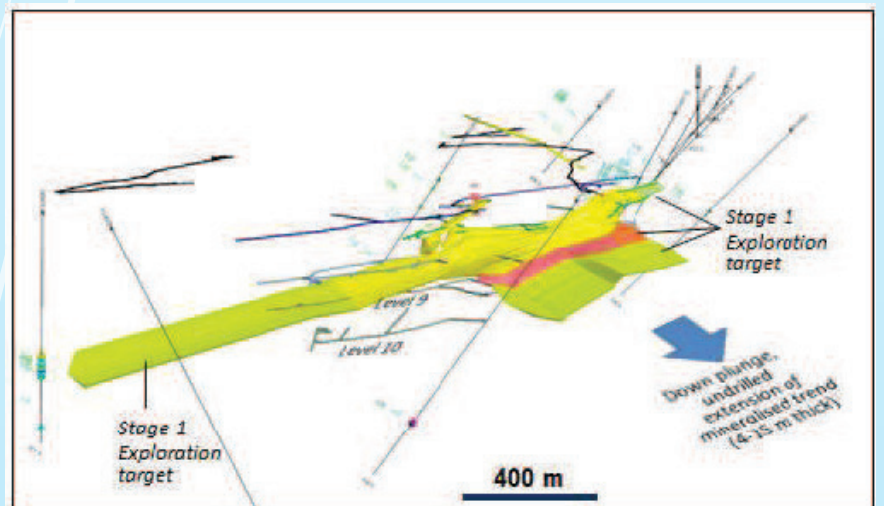 Stage 1
Exploration
target
Level 9
Level 10
Down plunge,
undrilled
extension of
mineralised trend
(4-15 m thick)
Stage 1
Exploration
target
400 m